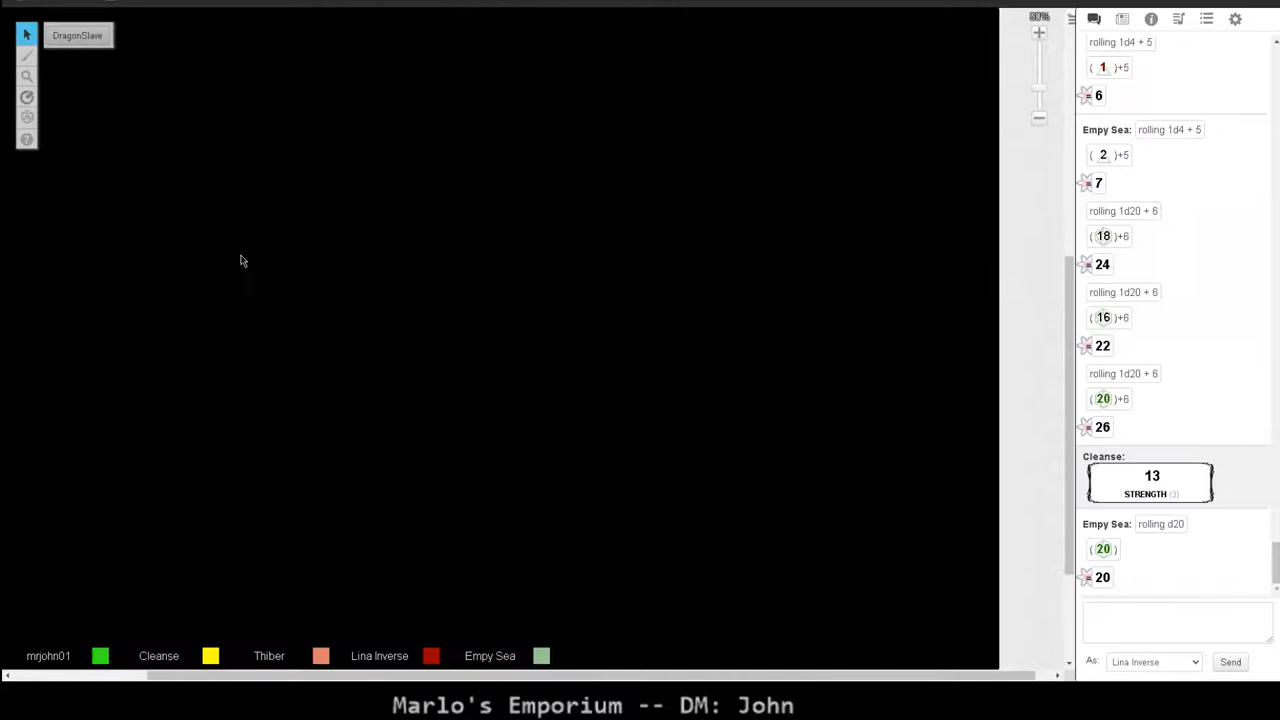 DragonSlave
rolling 1d4 + 5
( 1 )+5
= 6
Empy Sea: rolling 1d4 + 5
( 2 )+5
= 7
rolling 1d20 + 6
( 18 )+6
= 24
rolling 1d20 + 6
( 16 )+6
= 22
rolling 1d20 + 6
( 20 )+6
= 26
Cleanse:
13
STRENGTH (3)
Empy Sea: rolling d20
( 20 )
= 20
As: Lina Inverse Send
mrjohn01 Cleanse Thiber Lina Inverse Empy Sea
Marlo's Emporium -- DM: John